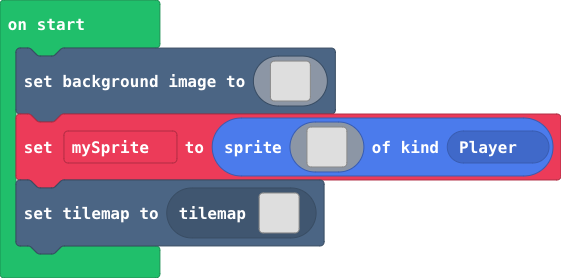 on start
set background image to
set mySprite to sprite of kind Player
set tilemap to tilemap